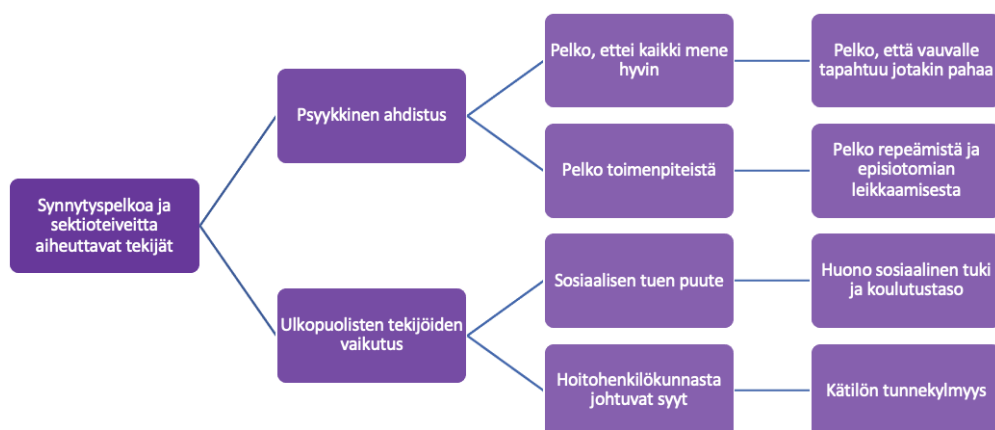 Synnytyspelkoa ja
sektioteiveitta
aiheuttavat tekijät
Psyykkinen ahdistus
Pelko, ettei kaikki mene
hyvin
Pelko, että vauvalle
tapahtuu jotakin pahaa
Pelko toimenpiteistä
Pelko repeämistä ja
episiotomian
leikkaamisesta
Ulkopuolisten tekijöiden
vaikutus
Sosiaalisen tuen puute
Huono sosiaalinen tuki
ja koulutustaso
Hoitohenkilökunnasta
johtuvat syyt
Kätilön tunnekylmyys